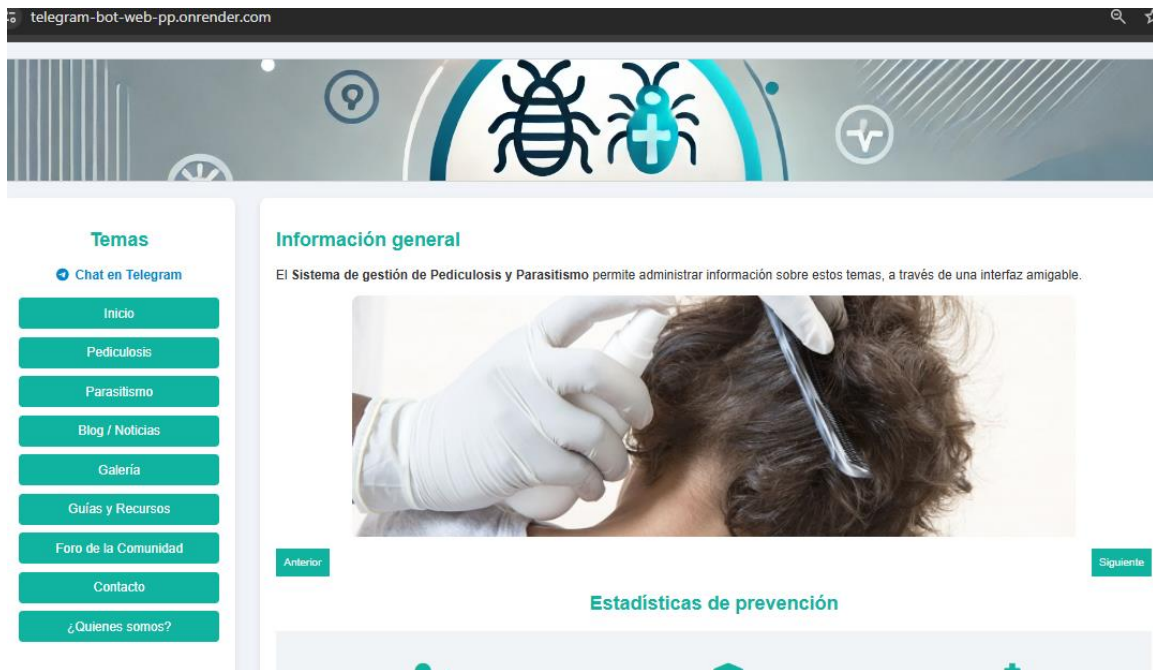 telegram-bot-web-pp.onrender.com
Temas
Chat en Telegram
Inicio
Pediculosis
Parasitismo
Blog / Noticias
Galería
Guías y Recursos
Foro de la Comunidad
Contacto
¿Quienes somos?
Información general
El Sistema de gestión de Pediculosis y Parasitismo permite administrar información sobre estos temas, a través de una interfaz amigable.
Anterior
Siguiente
Estadísticas de prevención